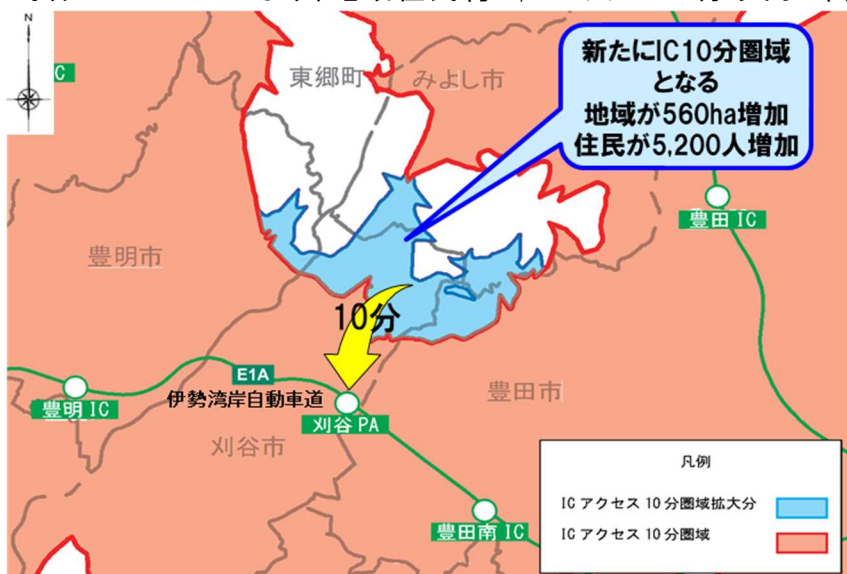 N
C
東郷町
みよし市
新たにIC10分圏域
となる
地域が560ha増加
住民が5,200人増加
豊田 IC
豊明市
10分
E1A
伊勢湾岸自動車道
豊明 IC
刈谷 PA
豊田市
刈谷市
豊田南 IC
凡例
IC アクセス 10 分圏域拡大分
IC アクセス 10 分圏域